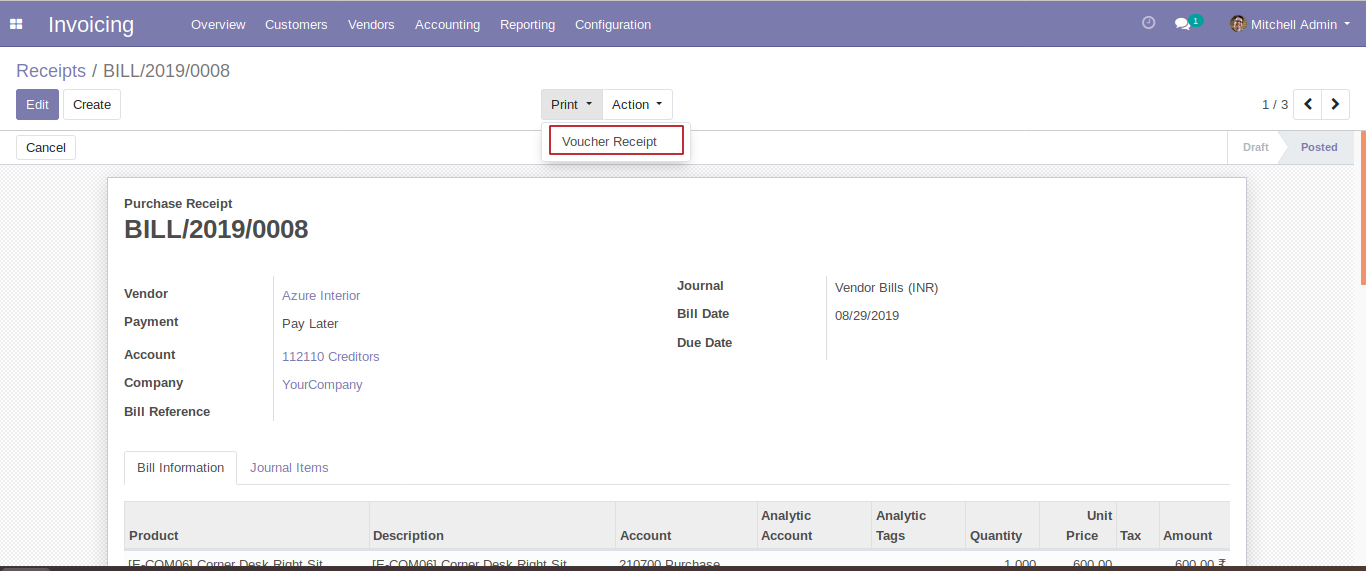 Invoicing Overview Customers Vendors Accounting Reporting Configuration 1 Mitchell Admin
Receipts / BILL/2019/0008
Edit Create Print Action 1 / 3
Voucher Receipt
Cancel Draft Posted
Purchase Receipt
BILL/2019/0008
Vendor Azure Interior
Payment Pay Later
Account 112110 Creditors
Company YourCompany
Bill Reference
Journal Vendor Bills (INR)
Bill Date 08/29/2019
Due Date
Bill Information Journal Items
Product Description Account Analytic Account Analytic Tags Quantity Unit Price Tax Amount
[E-COM06] Corner Desk Right Sit [E-COM06] Corner Desk Right Sit 210700 Purchase 1.000 600.00 600.00 ₹